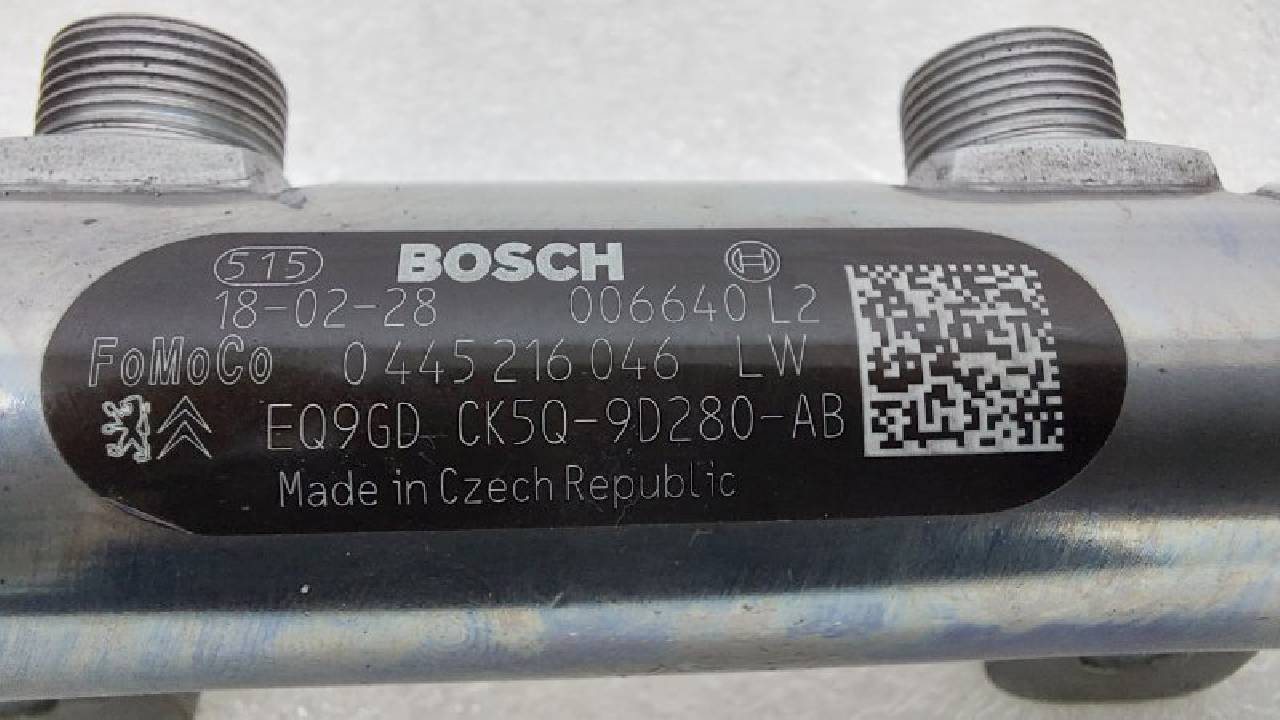 515 BOSCH
18-02-28 006640 L2
FoMoCo 0 445 216 046 LW
EQ9GD CK5Q-9D280-AB
Made in Czech Republic